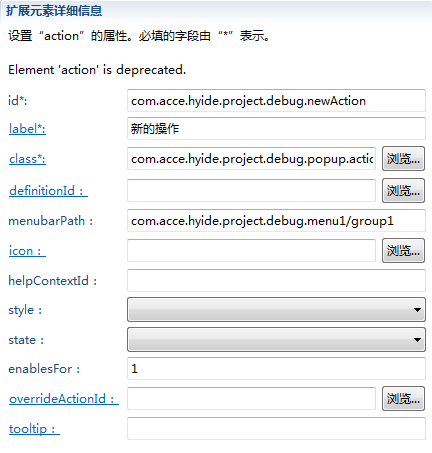 扩展元素详细信息
设置“action”的属性。必填的字段由“*”表示。
Element 'action' is deprecated.
id*: com.acce.hyide.project.debug.newAction
label*: 新的操作
class*: com.acce.hyide.project.debug.popup.actic 浏览...
definitionId： 浏览...
menubarPath： com.acce.hyide.project.debug.menu1/group1
icon： 浏览...
helpContextId：
style：
state：
enablesFor： 1
overrideActionId： 浏览...
tooltip：